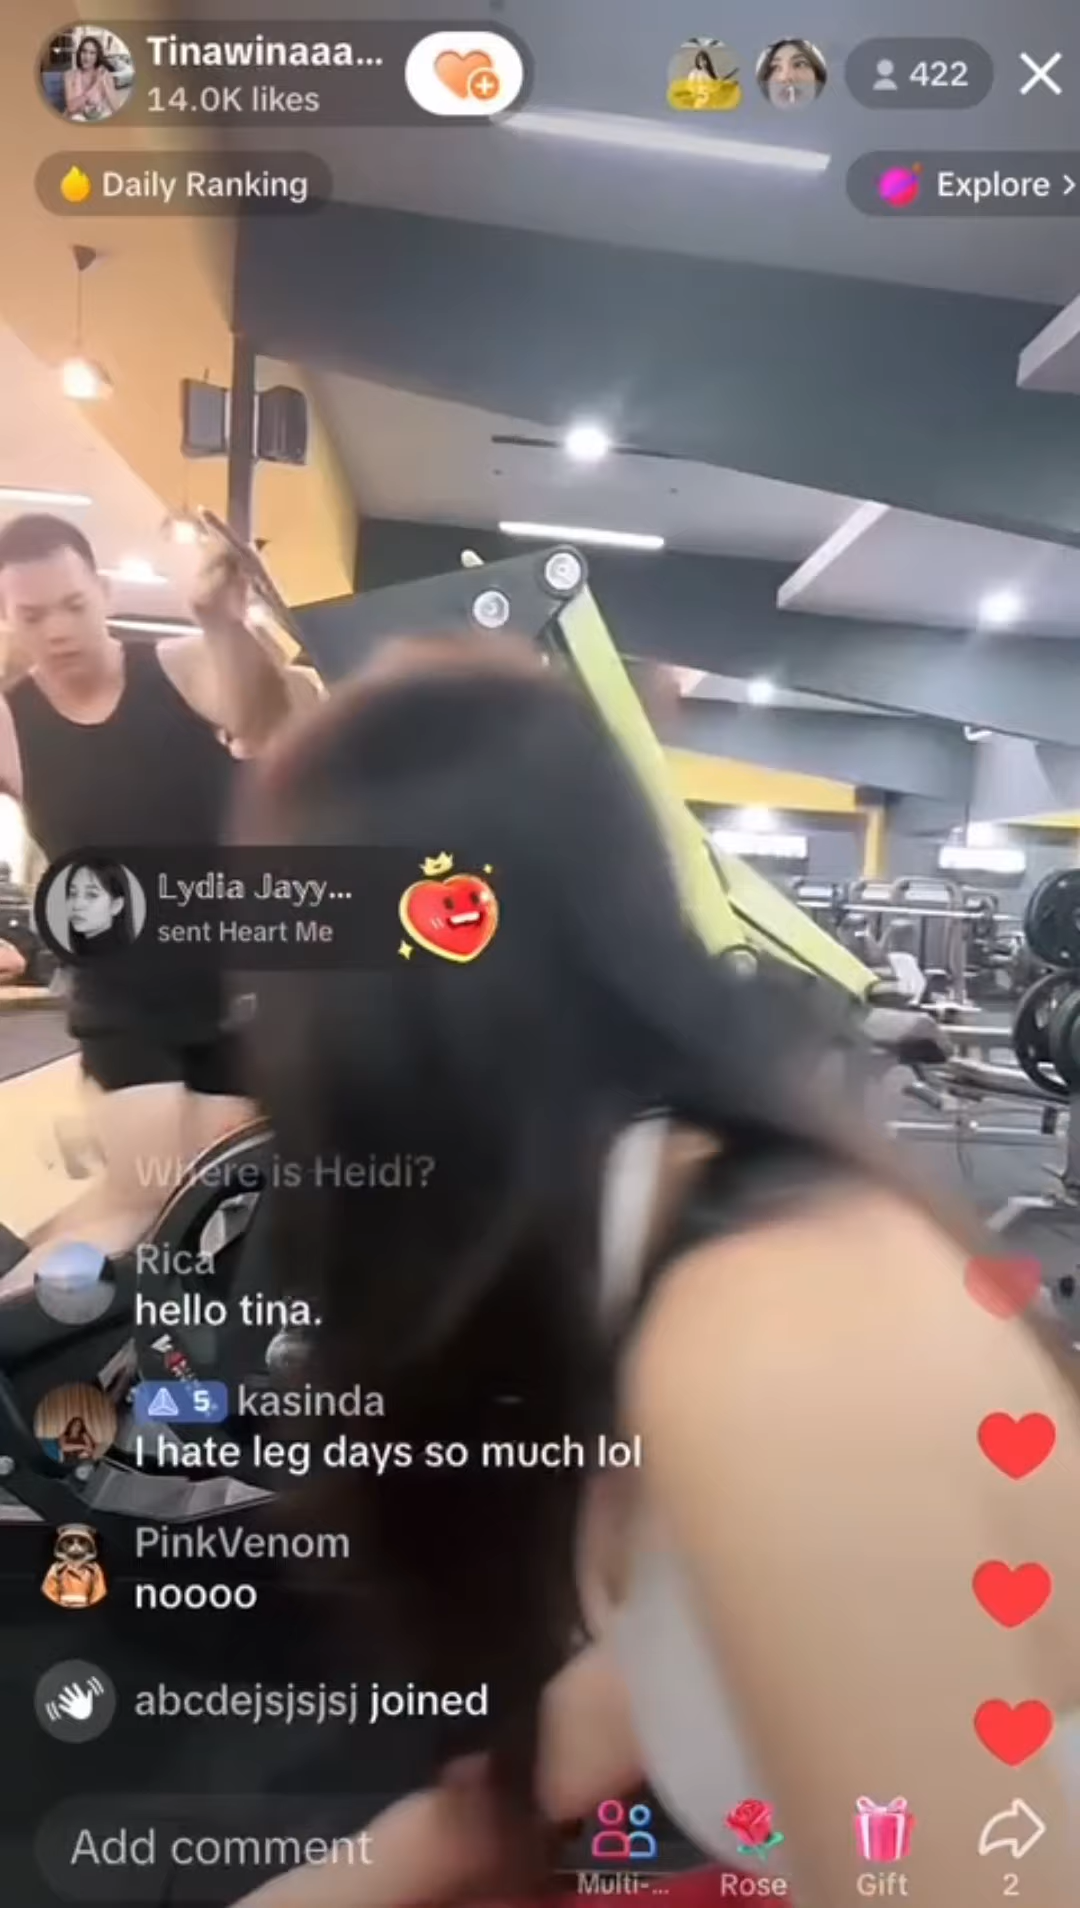 Tinawinaaa...
14.0K likes
422
Daily Ranking
Explore >
Lydia Jayy...
sent Heart Me
Where is Heidi?
Rica
hello tina.
5 kasinda
I hate leg days so much lol
PinkVenom
noooo
abcdejsjsjsj joined
Add comment
Multi-...
Rose
Gift
2